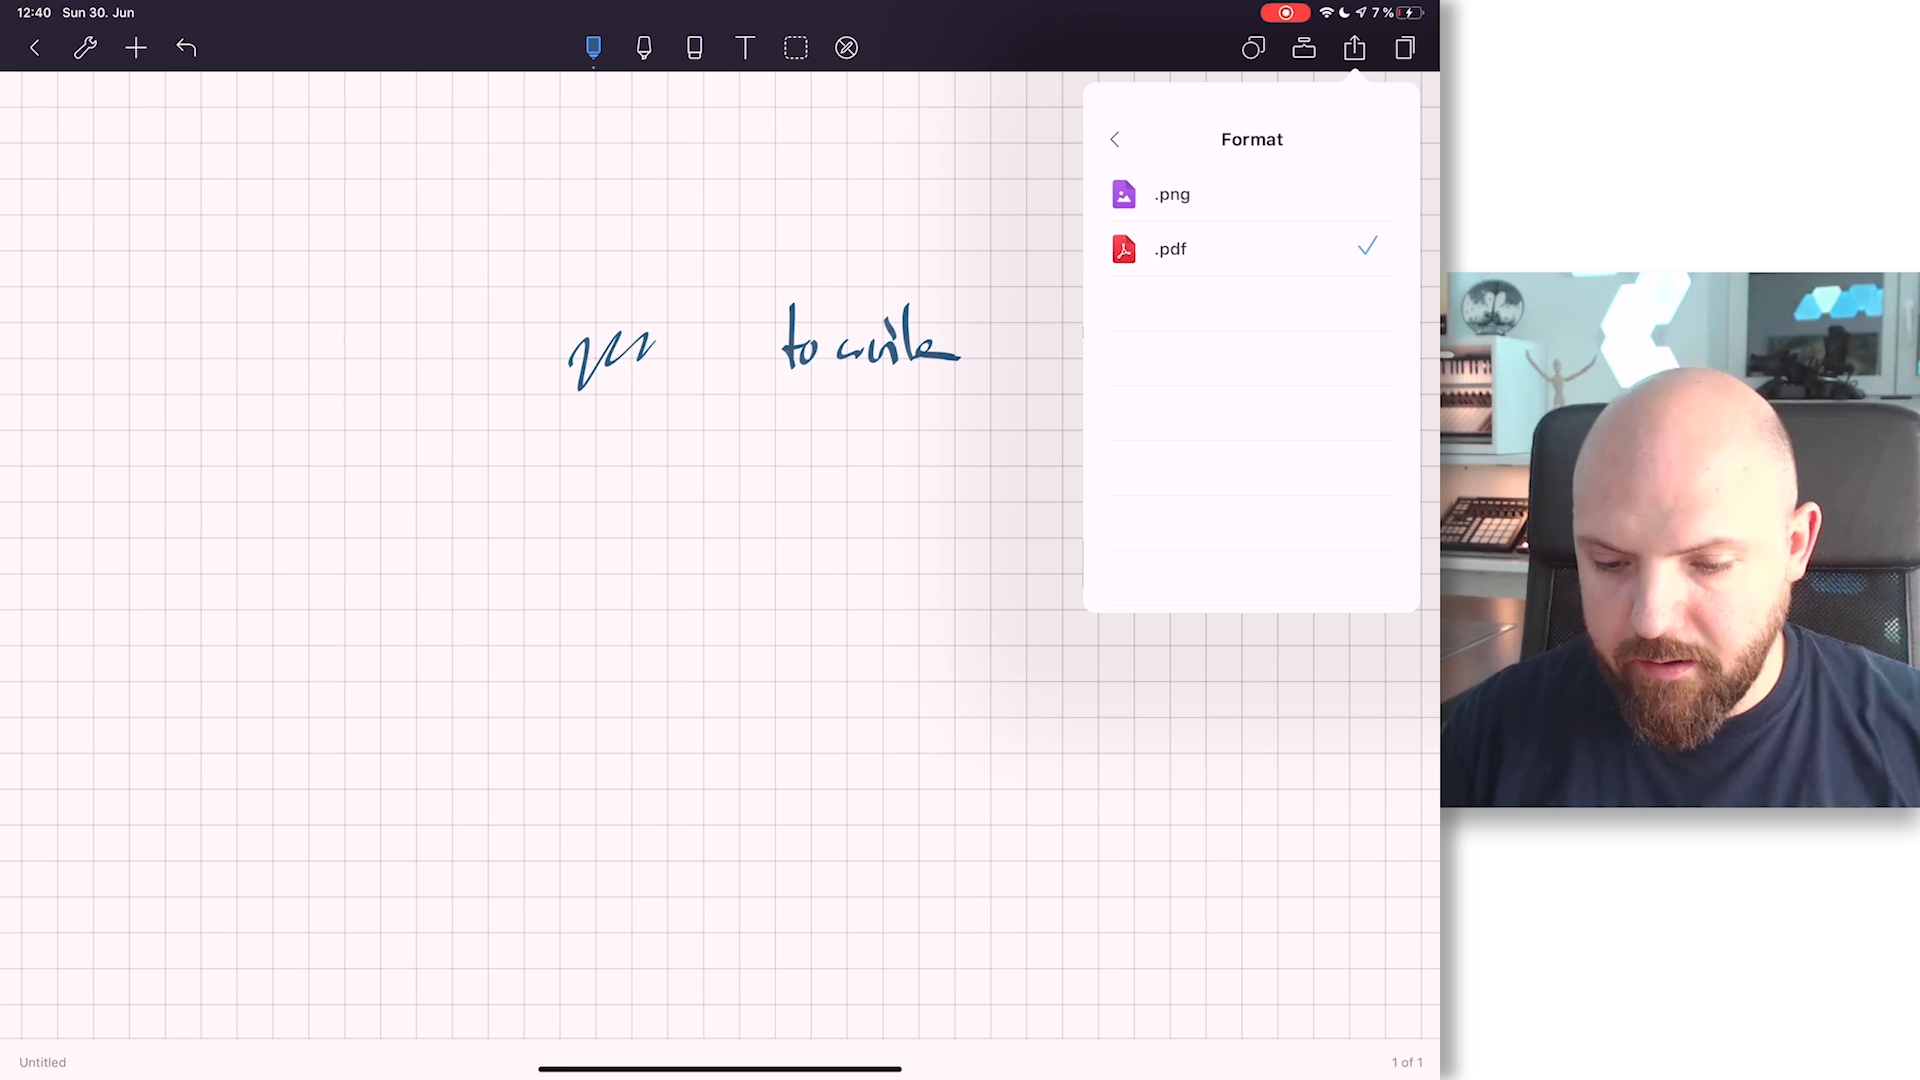 12:40 Sun 30. Jun 7 %
Format
.png
.pdf
to write
Untitled
1 of 1